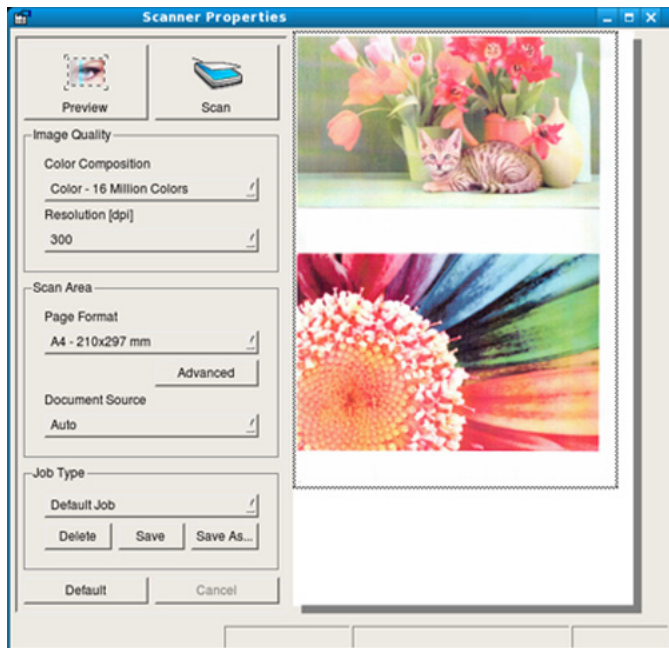 Scanner Properties
Preview
Scan
Image Quality
Color Composition
Color - 16 Million Colors
Resolution [dpi]
300
Scan Area
Page Format
A4 - 210x297 mm
Advanced
Document Source
Auto
Job Type
Default Job
Delete
Save
Save As...
Default
Cancel